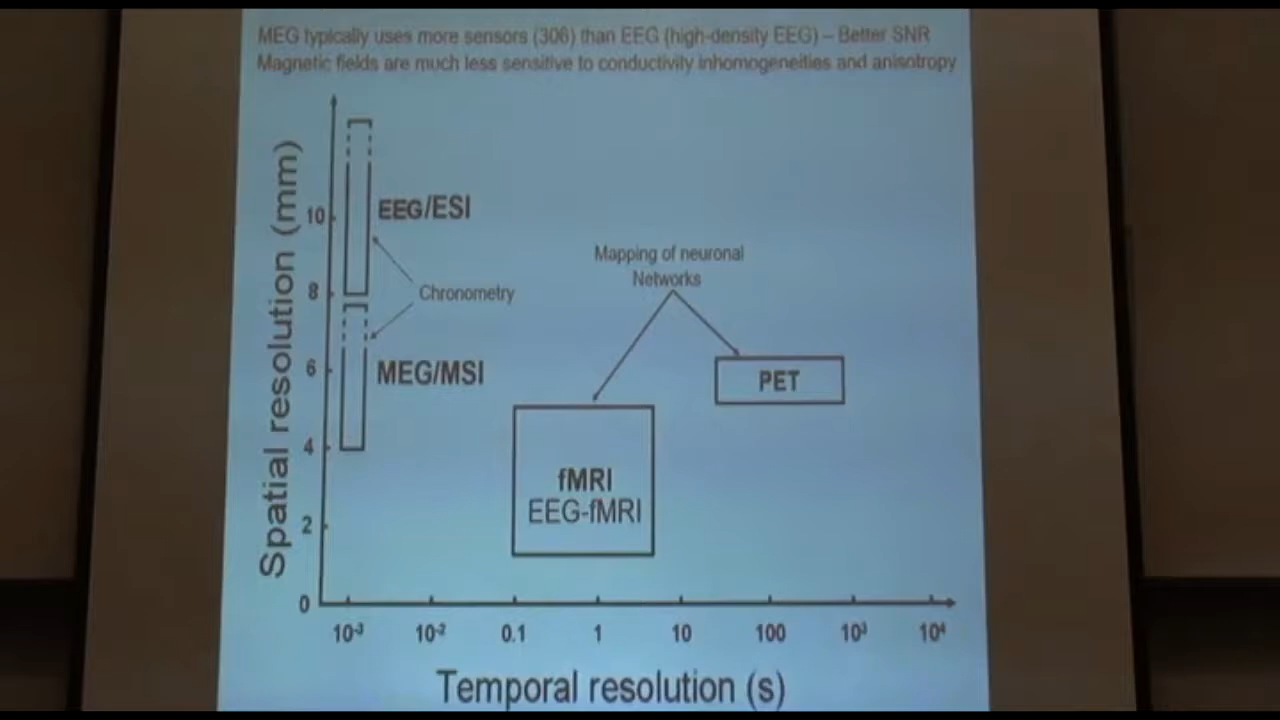 MEG typically uses more sensors (306) than EEG (high-density EEG) – Better SNR
Magnetic fields are much less sensitive to conductivity inhomogeneities and anisotropy
Spatial resolution (mm)
10
8
6
4
2
0
EEG/ESI
Chronometry
MEG/MSI
Mapping of neuronal
Networks
PET
fMRI
EEG-fMRI
10⁻³ 10⁻² 0.1 1 10 100 10³ 10⁴
Temporal resolution (s)